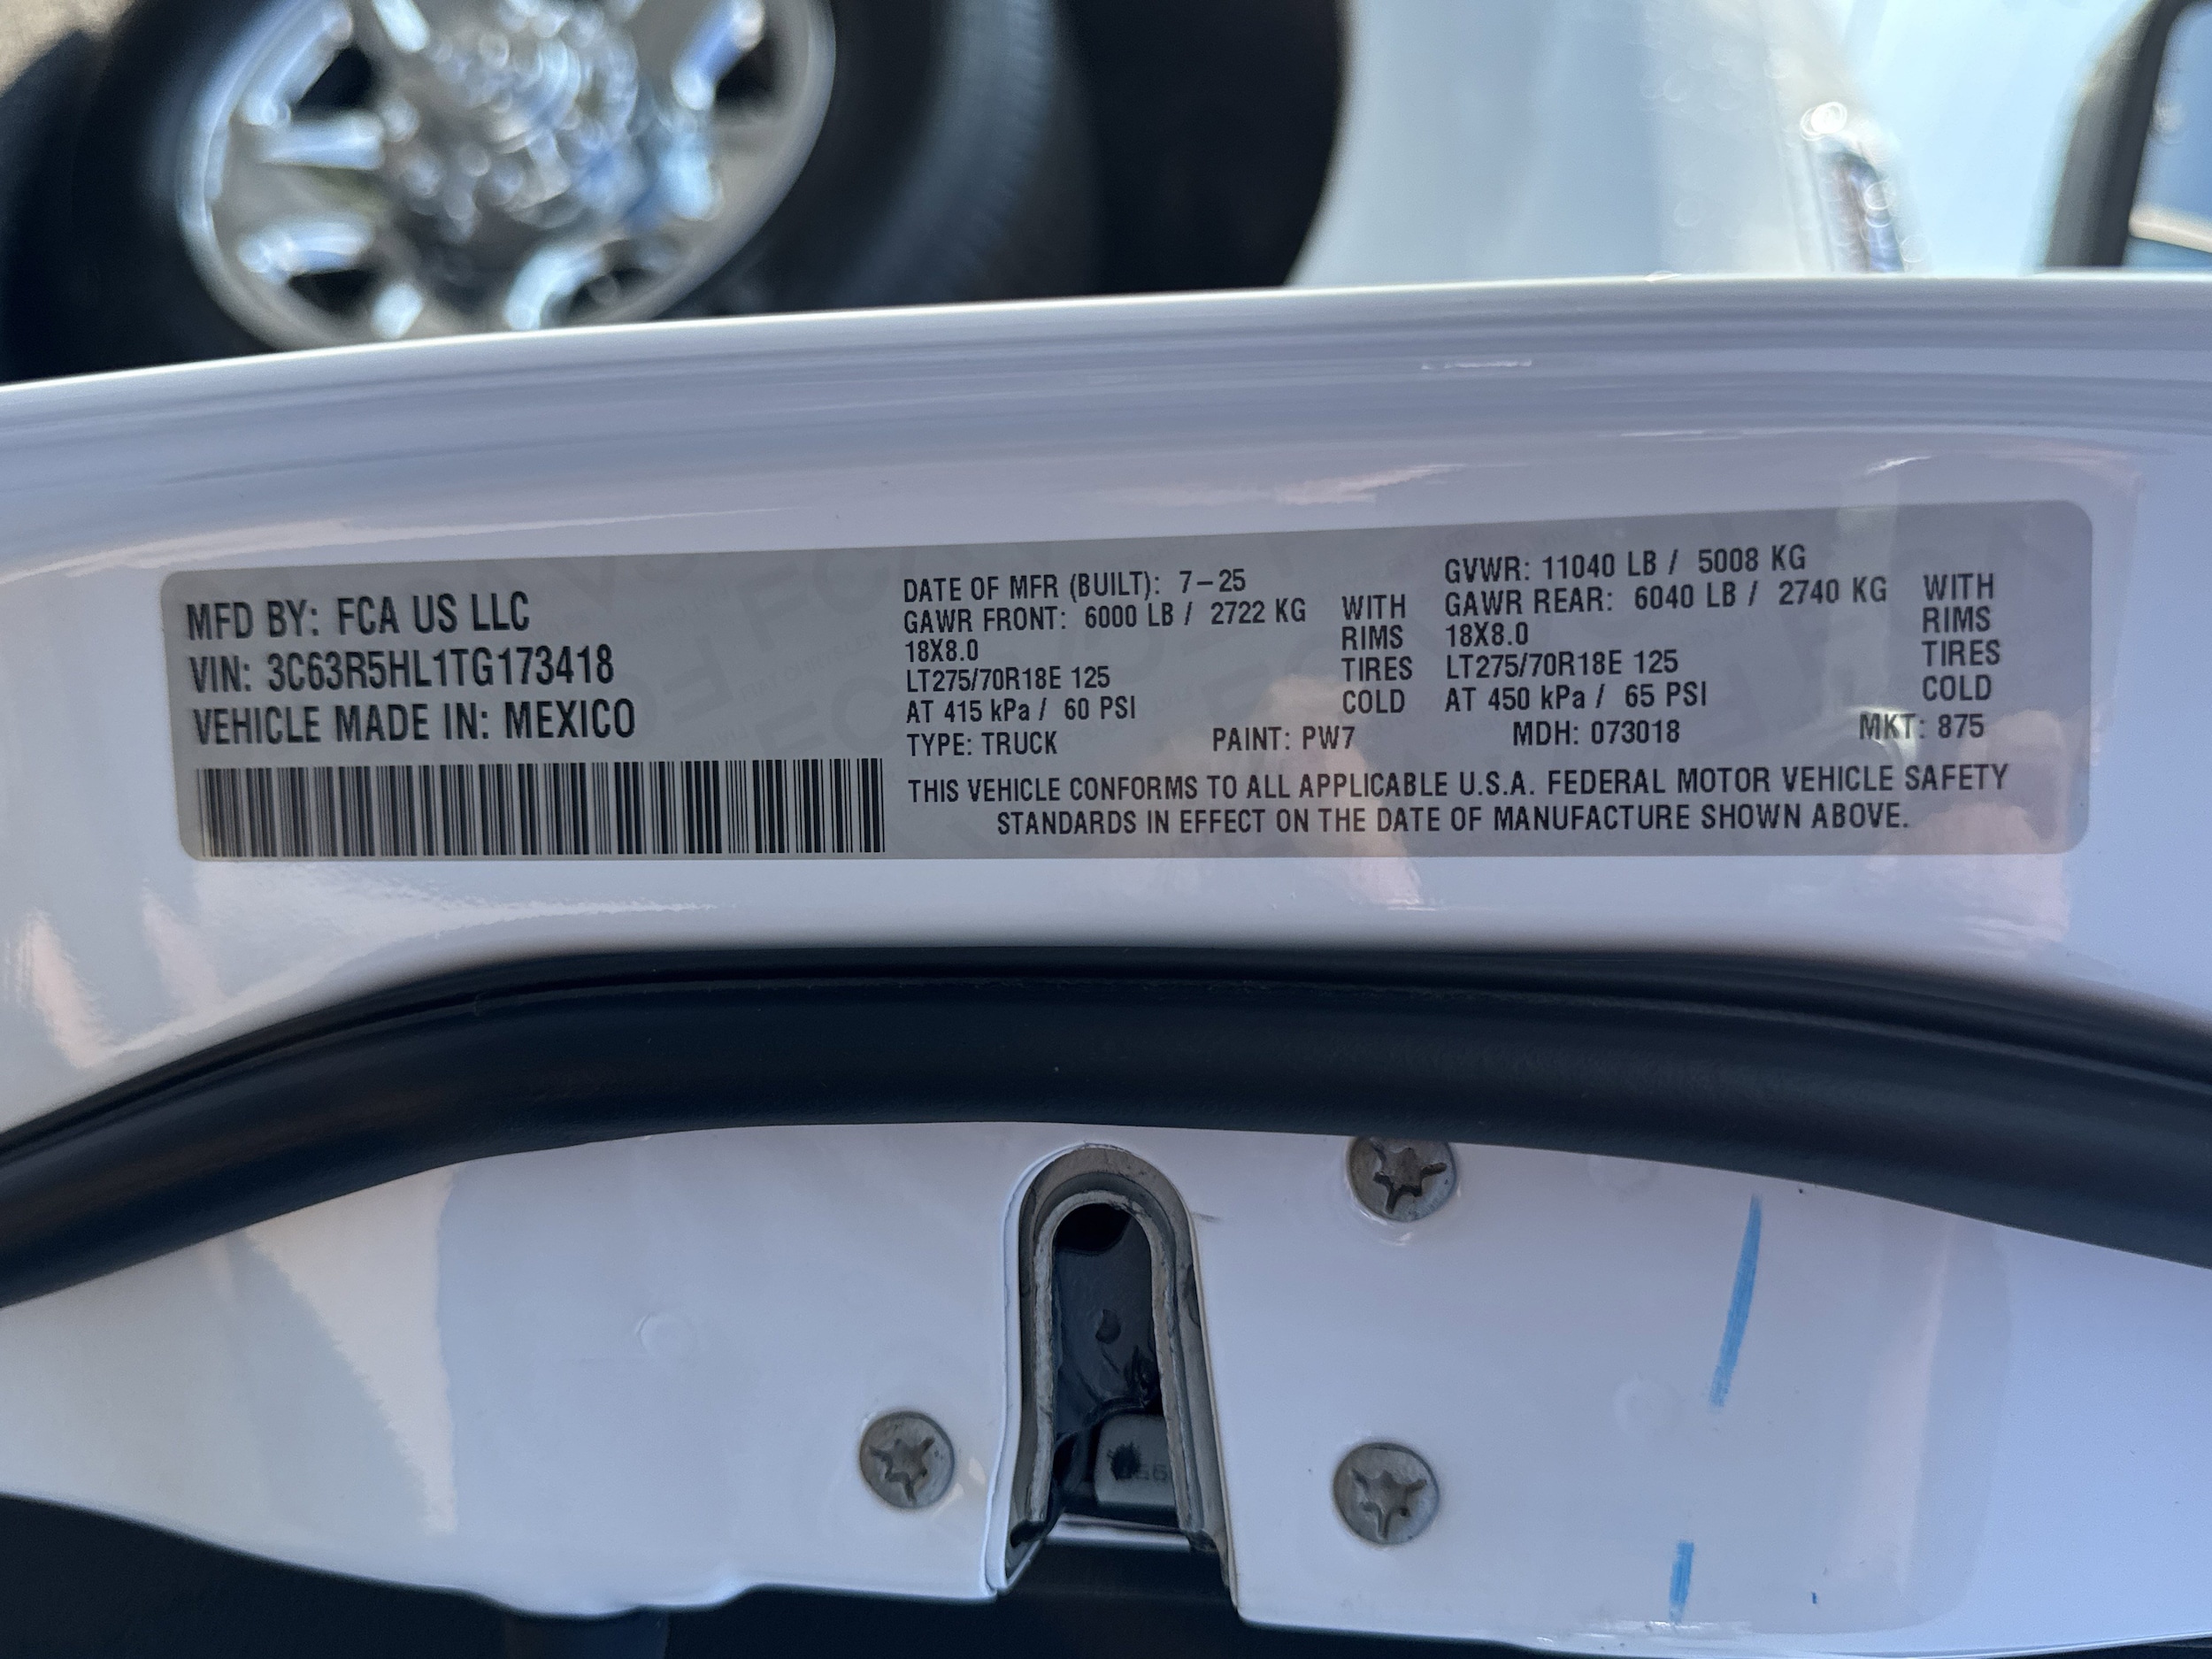 MFD BY: FCA US LLC
VIN: 3C63R5HL1TG173418
VEHICLE MADE IN: MEXICO
DATE OF MFR (BUILT): 7-25
GAWR FRONT: 6000 LB / 2722 KG
18X8.0
LT275/70R18E 125
AT 415 kPa / 60 PSI
WITH
RIMS
TIRES
COLD
GVWR: 11040 LB / 5008 KG
GAWR REAR: 6040 LB / 2740 KG
18X8.0
LT275/70R18E 125
AT 450 kPa / 65 PSI
WITH
RIMS
TIRES
COLD
TYPE: TRUCK PAINT: PW7 MDH: 073018 MKT: 875
THIS VEHICLE CONFORMS TO ALL APPLICABLE U.S.A. FEDERAL MOTOR VEHICLE SAFETY
STANDARDS IN EFFECT ON THE DATE OF MANUFACTURE SHOWN ABOVE.